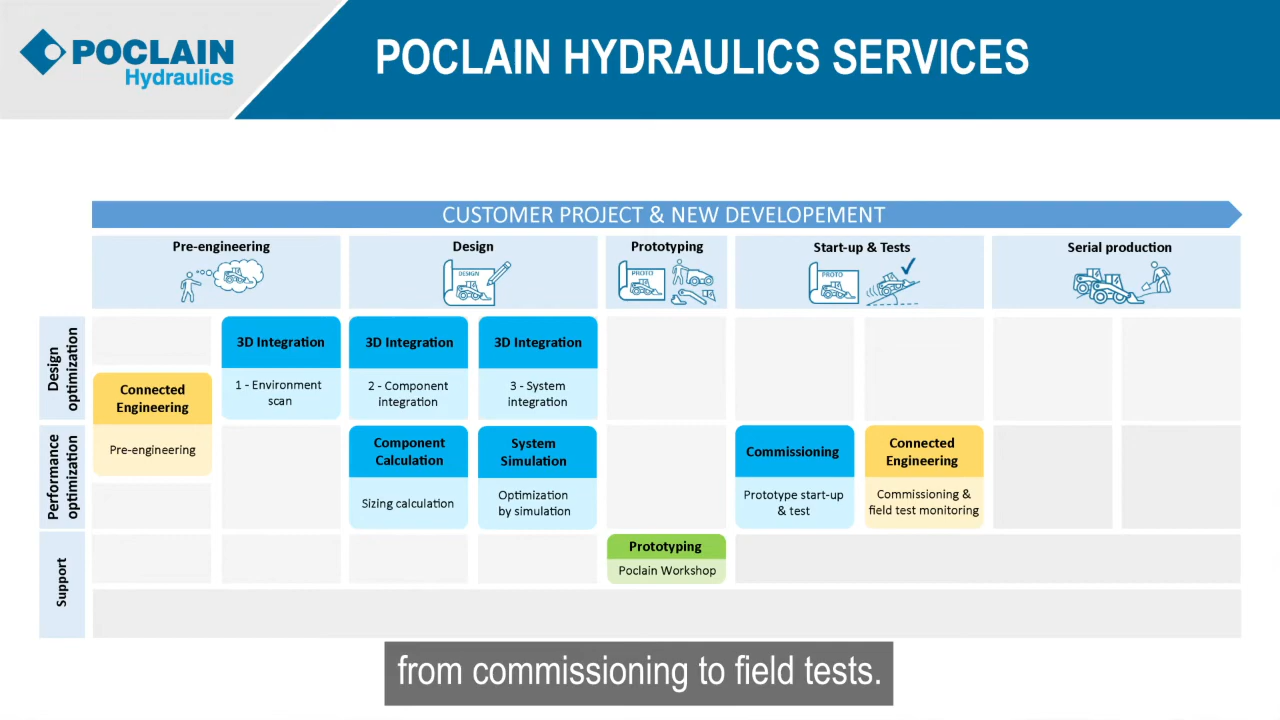 POCLAIN
Hydraulics
POCLAIN HYDRAULICS SERVICES
CUSTOMER PROJECT & NEW DEVELOPEMENT
Pre-engineering
Design
Prototyping
Start-up & Tests
Serial production
DESIGN
PROTO
PROTO
Design
optimization
3D Integration
1 - Environment
scan
3D Integration
2 - Component
integration
3D Integration
3 - System
integration
Connected
Engineering
Pre-engineering
Performance
optimization
Component
Calculation
Sizing calculation
System
Simulation
Optimization
by simulation
Commissioning
Prototype start-up
& test
Connected
Engineering
Commissioning &
field test monitoring
Support
Prototyping
Poclain Workshop
from commissioning to field tests.